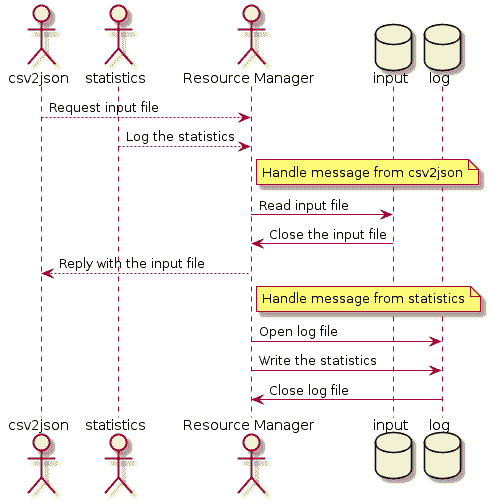 csv2json
statistics
Resource Manager
input
log
Request input file
Log the statistics
Handle message from csv2json
Read input file
Close the input file
Reply with the input file
Handle message from statistics
Open log file
Write the statistics
Close log file
csv2json
statistics
Resource Manager
input
log